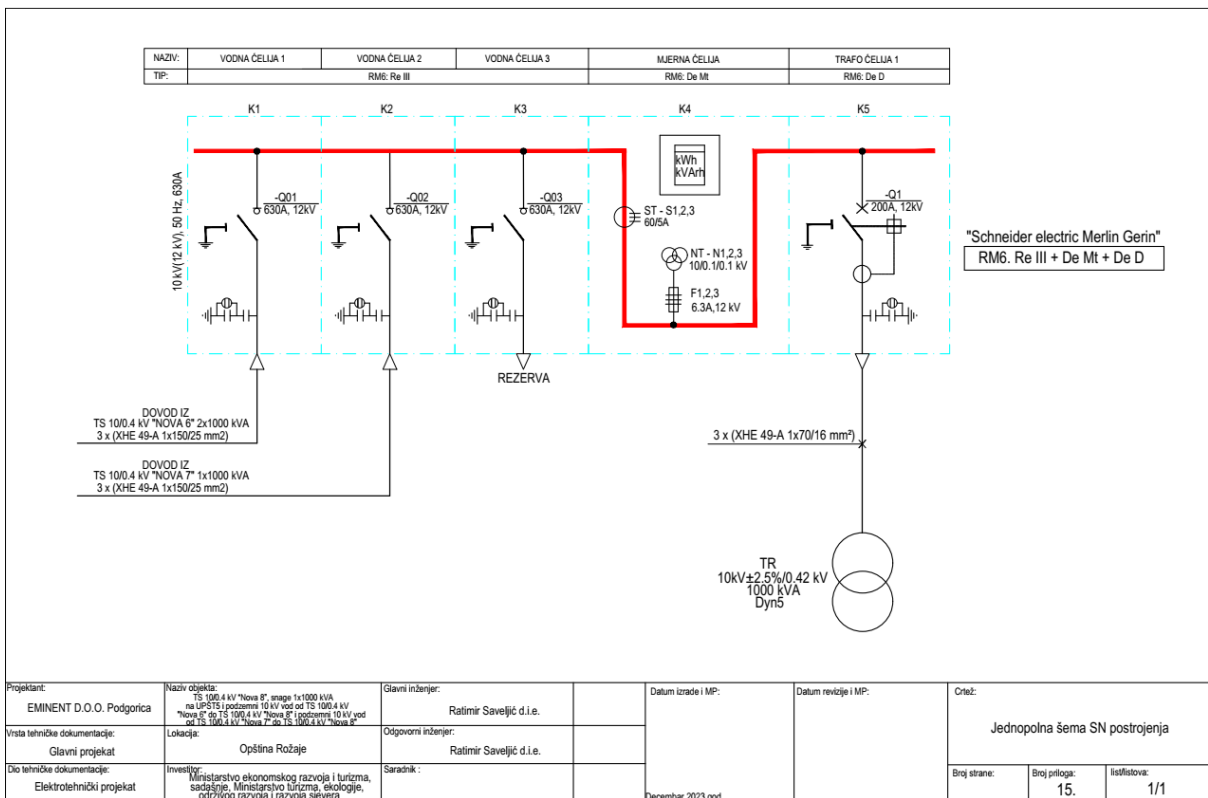 NAZIV:
VODNA ĆELIJA 1
VODNA ĆELIJA 2
VODNA ĆELIJA 3
MJERNA ĆELIJA
TRAFO ĆELIJA 1
TIP:
RM6: Re III
RM6: De Mt
RM6: De D
K1
K2
K3
K4
K5
10 kV(12 kV), 50 Hz, 630A
-Q01
630A, 12kV
-Q02
630A, 12kV
-Q03
630A, 12kV
kWh
kVArh
ST - S1,2,3
60/5A
NT - N1,2,3
10/0.1/0.1 kV
F1,2,3
6.3A,12 kV
-Q1
200A, 12kV
"Schneider electric Merlin Gerin"
RM6. Re III + De Mt + De D
REZERVA
DOVOD IZ
TS 10/0.4 kV "NOVA 6" 2x1000 kVA
3 x (XHE 49-A 1x150/25 mm2)
DOVOD IZ
TS 10/0.4 kV "NOVA 7" 1x1000 kVA
3 x (XHE 49-A 1x150/25 mm2)
3 x (XHE 49-A 1x70/16 mm²)
TR
10kV±2.5%/0.42 kV
1000 kVA
Dyn5
Projektant:
EMINENT D.O.O. Podgorica
Naziv objekta:
TS 10/0.4 kV "Nova 8", snage 1x1000 kVA
na UPST5 i podzemni 10 kV vod od TS 10/0.4 kV
"Nova 6" do TS 10/0.4 kV "Nova 8" i podzemni 10 kV vod
od TS 10/0.4 kV "Nova 7" do TS 10/0.4 kV "Nova 8"
Glavni inženjer:
Ratimir Saveljić d.i.e.
Datum izrade i MP:
Decembar 2023.god.
Datum revizije i MP:
Crtež:
Jednopolna šema SN postrojenja
Vrsta tehničke dokumentacije:
Glavni projekat
Lokacija:
Opština Rožaje
Odgovorni inženjer:
Ratimir Saveljić d.i.e.
Dio tehničke dokumentacije:
Elektrotehnički projekat
Investitor:
Ministarstvo ekonomskog razvoja i turizma,
sadašnje, Ministarstvo turizma, ekologije,
održivog razvoja i razvoja sjevera
Saradnik :
Broj strane:
Broj priloga:
15.
list/listova:
1/1